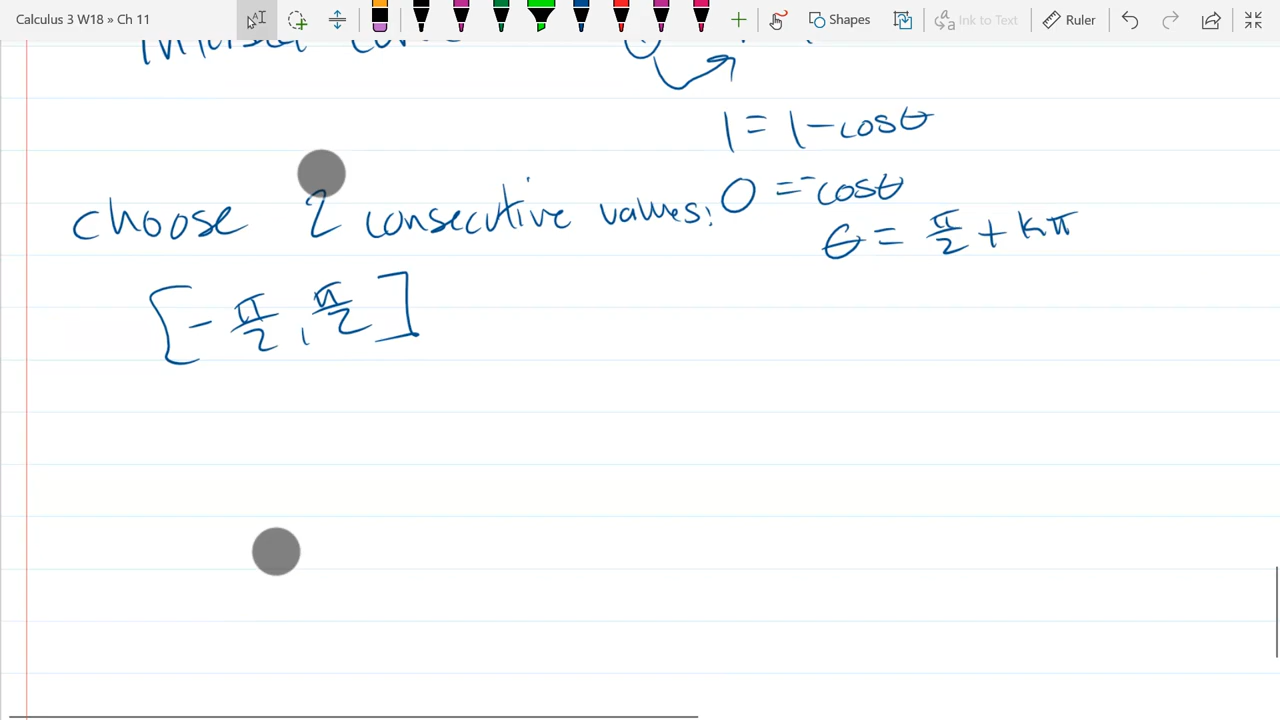 Calculus 3 W18 » Ch 11
Shapes
Ink to Text
Ruler
1 = 1 - cosθ
0 = -cosθ
choose 2 consecutive values:
θ = π/2 + kπ
[-π/2, π/2]